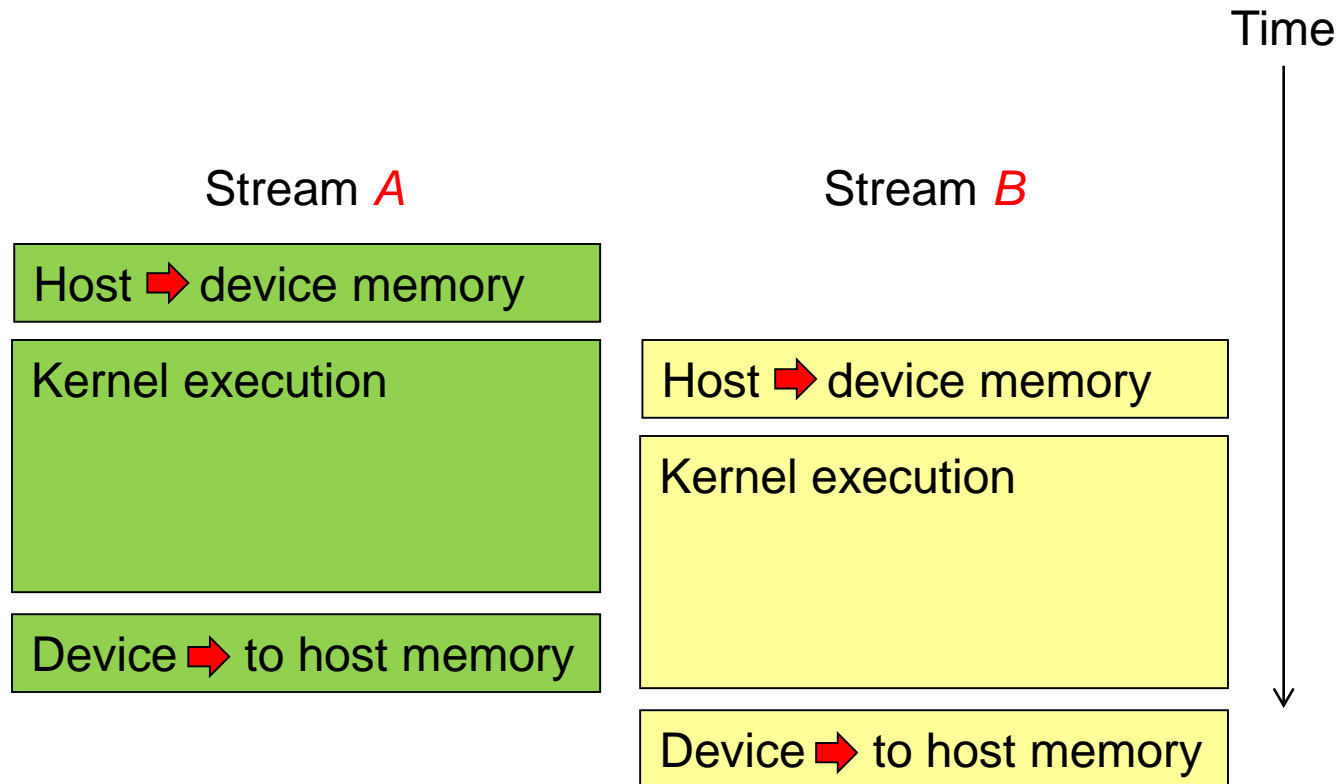 Time
Stream A
Stream B
Host device memory
Kernel execution
Host device memory
Kernel execution
Device to host memory
Device to host memory